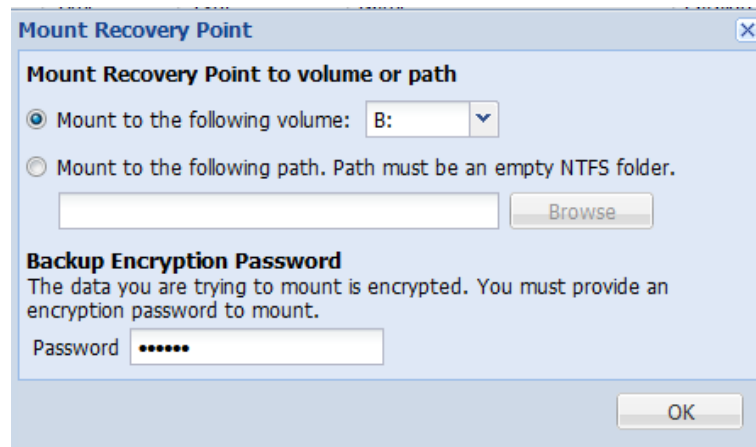 Mount Recovery Point
Mount Recovery Point to volume or path
Mount to the following volume: B:
Mount to the following path. Path must be an empty NTFS folder.
Browse
Backup Encryption Password
The data you are trying to mount is encrypted. You must provide an
encryption password to mount.
Password ••••••
OK